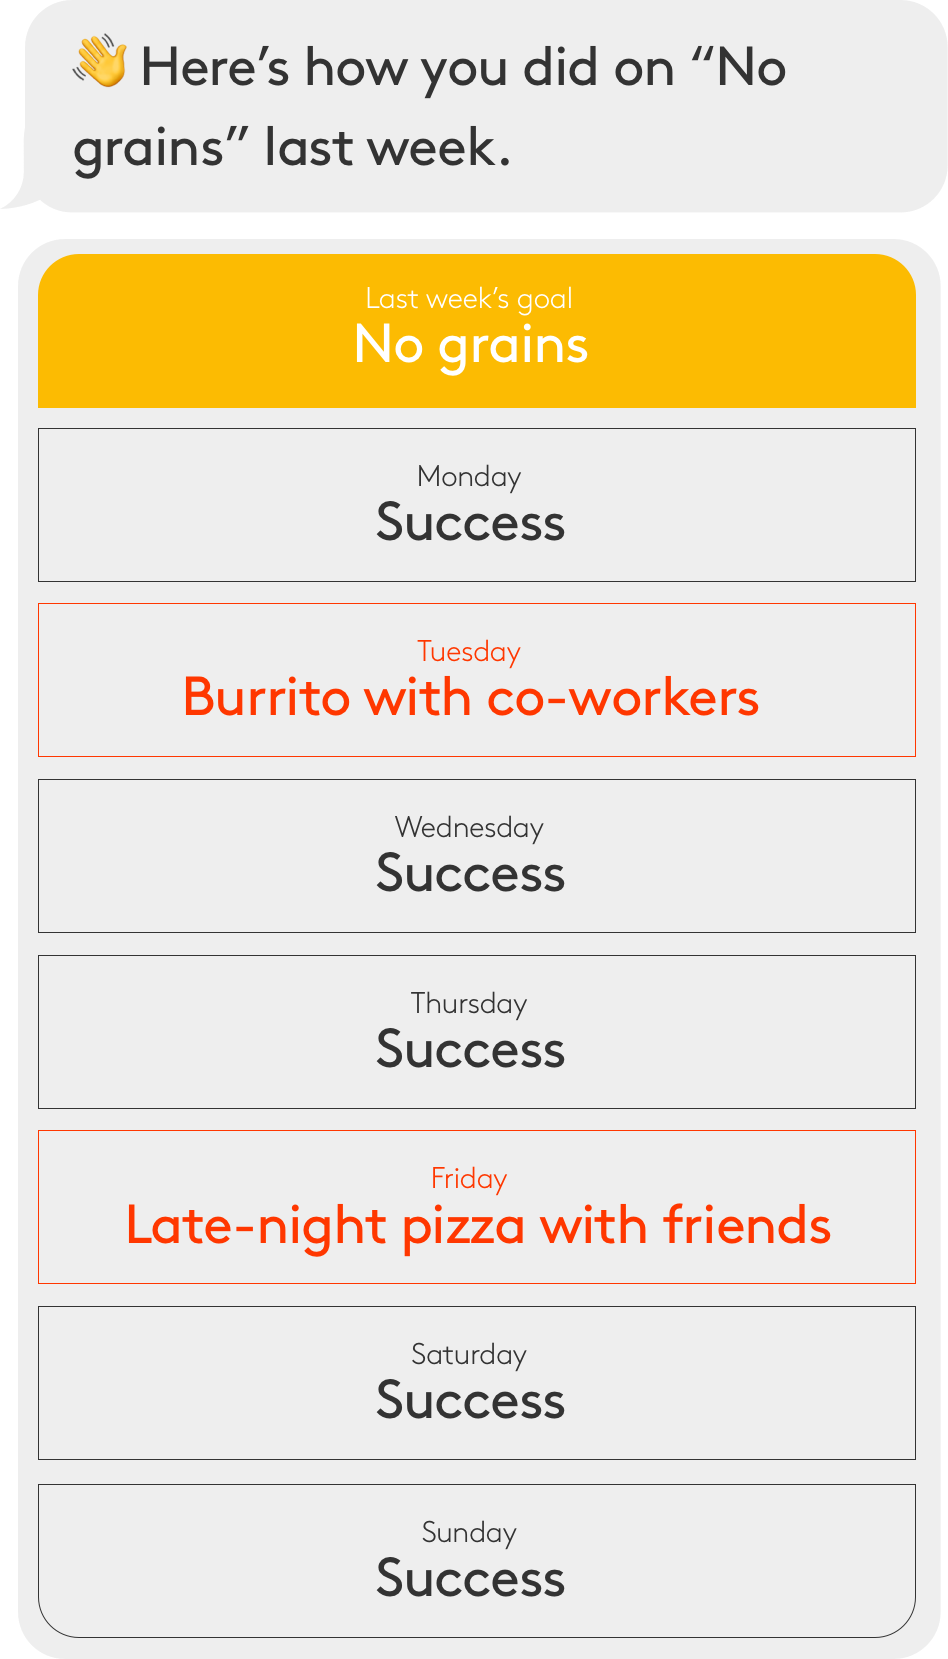 👋 Here’s how you did on “No
grains” last week.
Last week’s goal
No grains
Monday
Success
Tuesday
Burrito with co-workers
Wednesday
Success
Thursday
Success
Friday
Late-night pizza with friends
Saturday
Success
Sunday
Success